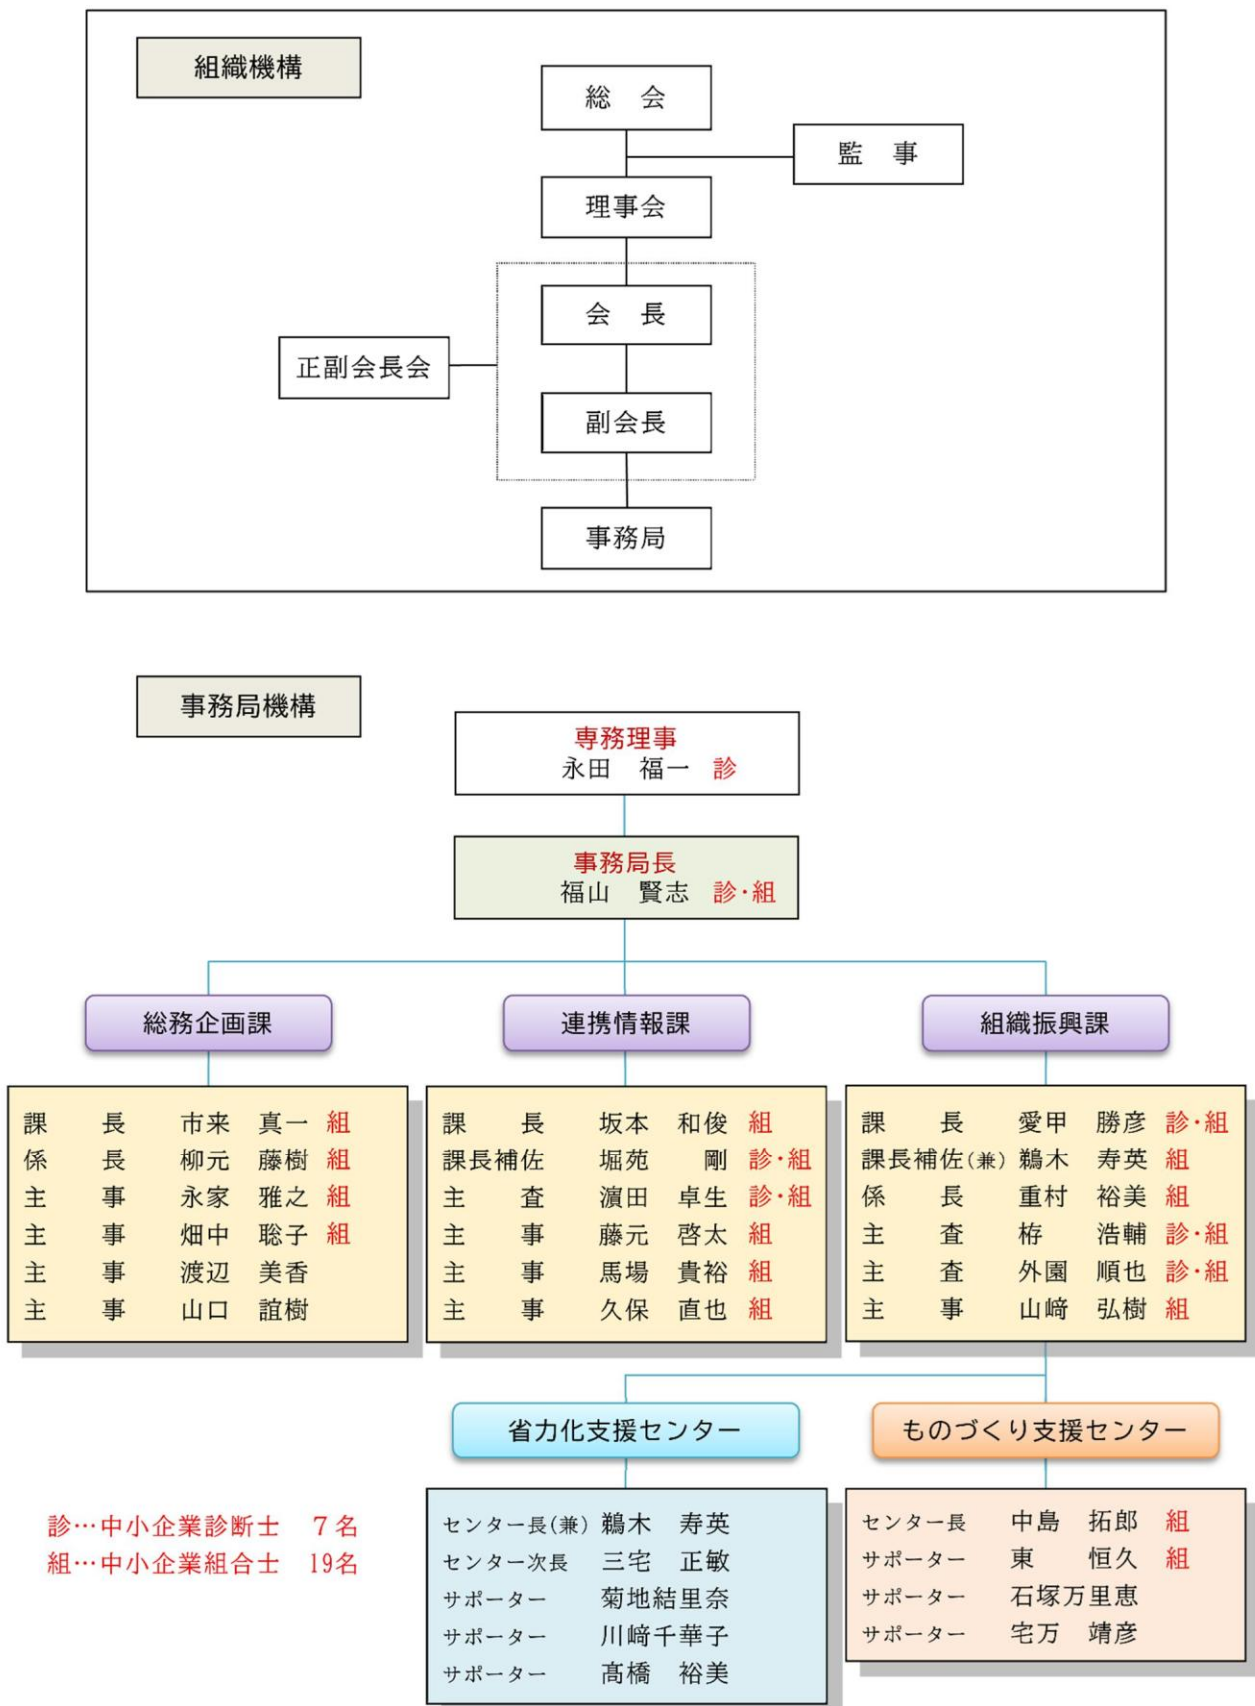 組織機構
総　会
監　事
理事会
会　長
正副会長会
副会長
事務局
事務局機構
専務理事
永田　福一　診
事務局長
福山　賢志　診・組
総務企画課
課　長　市来　真一　組
係　長　柳元　藤樹　組
主　事　永家　雅之　組
主　事　畑中　聡子　組
主　事　渡辺　美香
主　事　山口　誼樹
連携情報課
課　長　坂本　和俊　組
課長補佐　堀苑　剛　診・組
主　査　濵田　卓生　診・組
主　事　藤元　啓太　組
主　事　馬場　貴裕　組
主　事　久保　直也　組
組織振興課
課　長　愛甲　勝彦　診・組
課長補佐(兼)　鵜木　寿英　組
係　長　重村　裕美　組
主　査　栫　浩輔　診・組
主　査　外園　順也　診・組
主　事　山﨑　弘樹　組
省力化支援センター
センター長(兼)　鵜木　寿英
センター次長　三宅　正敏
サポーター　菊地結里奈
サポーター　川﨑千華子
サポーター　髙橋　裕美
ものづくり支援センター
センター長　中島　拓郎　組
サポーター　東　恒久　組
サポーター　石塚万里恵
サポーター　宅万　靖彦
診…中小企業診断士　７名
組…中小企業組合士　19名